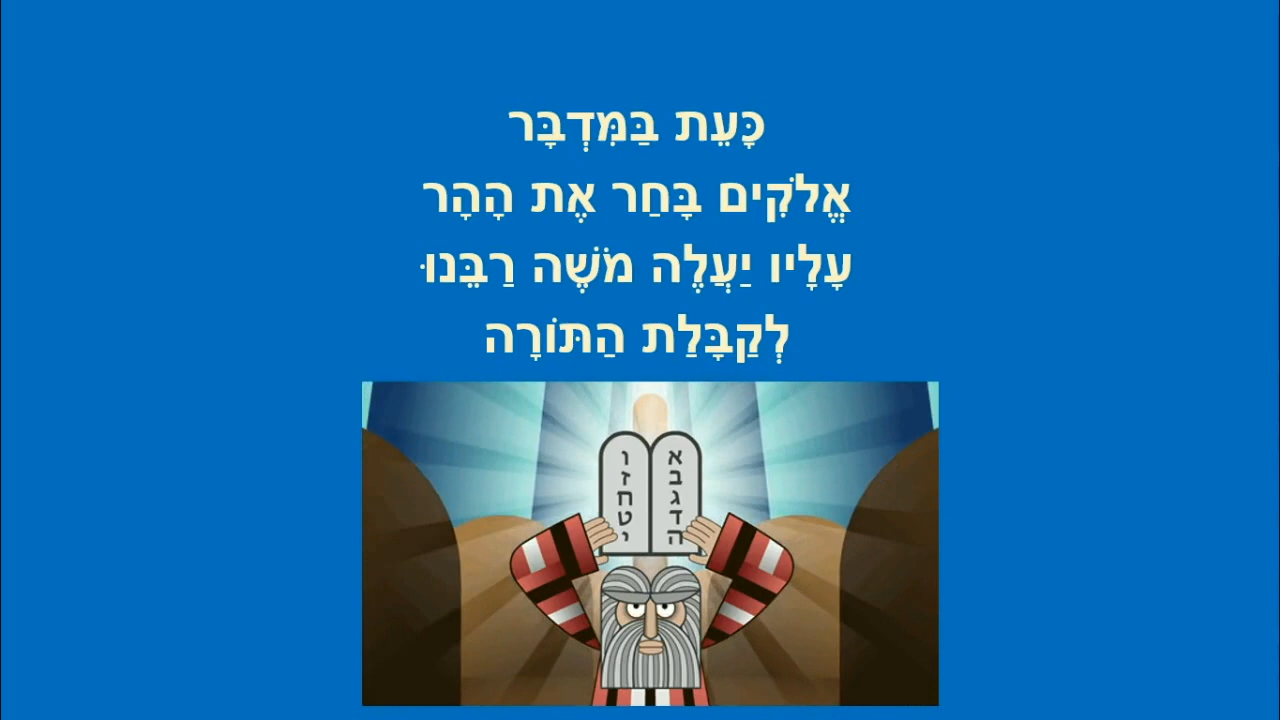 כָּעֵת בַּמִּדְבָּר
אֱלֹקִים בָּחַר אֶת הָהָר
עָלָיו יַעֲלֶה מֹשֶׁה רַבֵּנוּ
לְקַבָּלַת הַתּוֹרָה
א
ב
ג
ד
ה
ו
ז
ח
ט
י